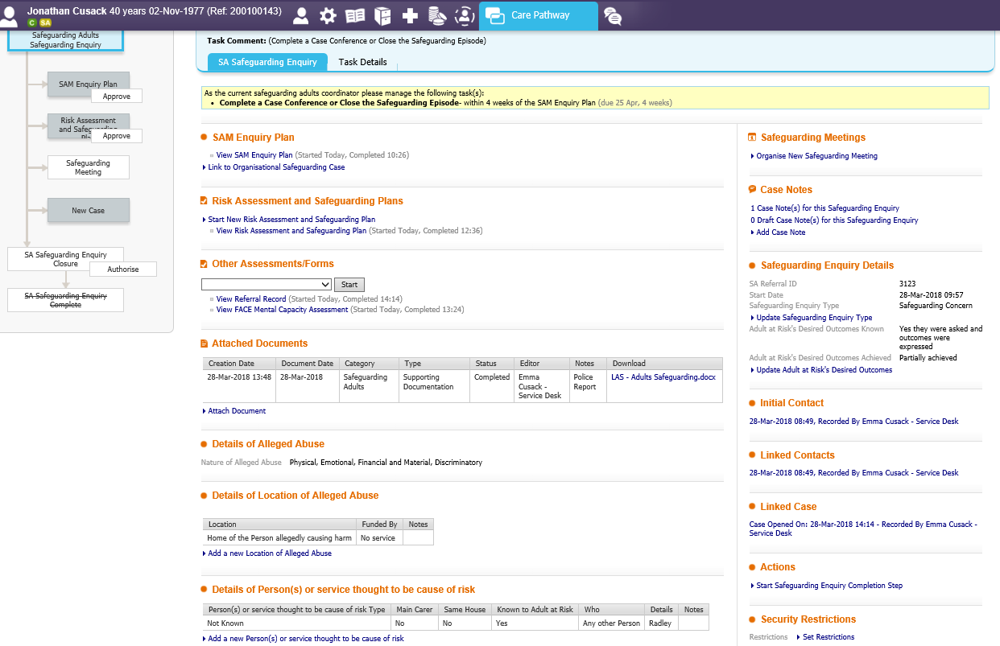 Jonathan Cusack 40 years 02-Nov-1977 (Ref: 200100143)
C SA
Care Pathway
Safeguarding Adults
Safeguarding Enquiry
SAM Enquiry Plan
Approve
Risk Assessment
and Safeguarding
Approve
Safeguarding
Meeting
New Case
SA Safeguarding Enquiry
Closure
Authorise
SA Safeguarding Enquiry
Complete
Task Comment: (Complete a Case Conference or Close the Safeguarding Episode)
SA Safeguarding Enquiry
Task Details
As the current safeguarding adults coordinator please manage the following task(s):
• Complete a Case Conference or Close the Safeguarding Episode- within 4 weeks of the SAM Enquiry Plan (due 25 Apr, 4 weeks)
SAM Enquiry Plan
View SAM Enquiry Plan (Started Today, Completed 10:26)
Link to Organisational Safeguarding Case
Risk Assessment and Safeguarding Plans
Start New Risk Assessment and Safeguarding Plan
View Risk Assessment and Safeguarding Plan (Started Today, Completed 12:36)
Other Assessments/Forms
Start
View Referral Record (Started Today, Completed 14:14)
View FACE Mental Capacity Assessment (Started Today, Completed 13:24)
Attached Documents
Creation Date Document Date Category Type Status Editor Notes Download
28-Mar-2018 13:48 28-Mar-2018 Safeguarding Supporting Completed Emma Police LAS - Adults Safeguarding.docx
Adults Documentation Cusack - Report
Service Desk
Attach Document
Details of Alleged Abuse
Nature of Alleged Abuse Physical, Emotional, Financial and Material, Discriminatory
Details of Location of Alleged Abuse
Location Funded By Notes
Home of the Person allegedly causing harm No service
Add a new Location of Alleged Abuse
Details of Person(s) or service thought to be cause of risk
Person(s) or service thought to be cause of risk Type Main Carer Same House Known to Adult at Risk Who Details Notes
Not Known No No Yes Any other Person Radley
Add a new Person(s) or service thought to be cause of risk
Safeguarding Meetings
Organise New Safeguarding Meeting
Case Notes
1 Case Note(s) for this Safeguarding Enquiry
0 Draft Case Note(s) for this Safeguarding Enquiry
Add Case Note
Safeguarding Enquiry Details
SA Referral ID 3123
Start Date 28-Mar-2018 09:57
Safeguarding Enquiry Type Safeguarding Concern
Update Safeguarding Enquiry Type
Adult at Risk's Desired Outcomes Known Yes they were asked and
outcomes were
expressed
Adult at Risk's Desired Outcomes Achieved Partially achieved
Update Adult at Risk's Desired Outcomes
Initial Contact
28-Mar-2018 08:49, Recorded By Emma Cusack - Service Desk
Linked Contacts
28-Mar-2018 08:49, Recorded By Emma Cusack - Service Desk
Linked Case
Case Opened On: 28-Mar-2018 14:14 - Recorded By Emma Cusack -
Service Desk
Actions
Start Safeguarding Enquiry Completion Step
Security Restrictions
Restrictions Set Restrictions